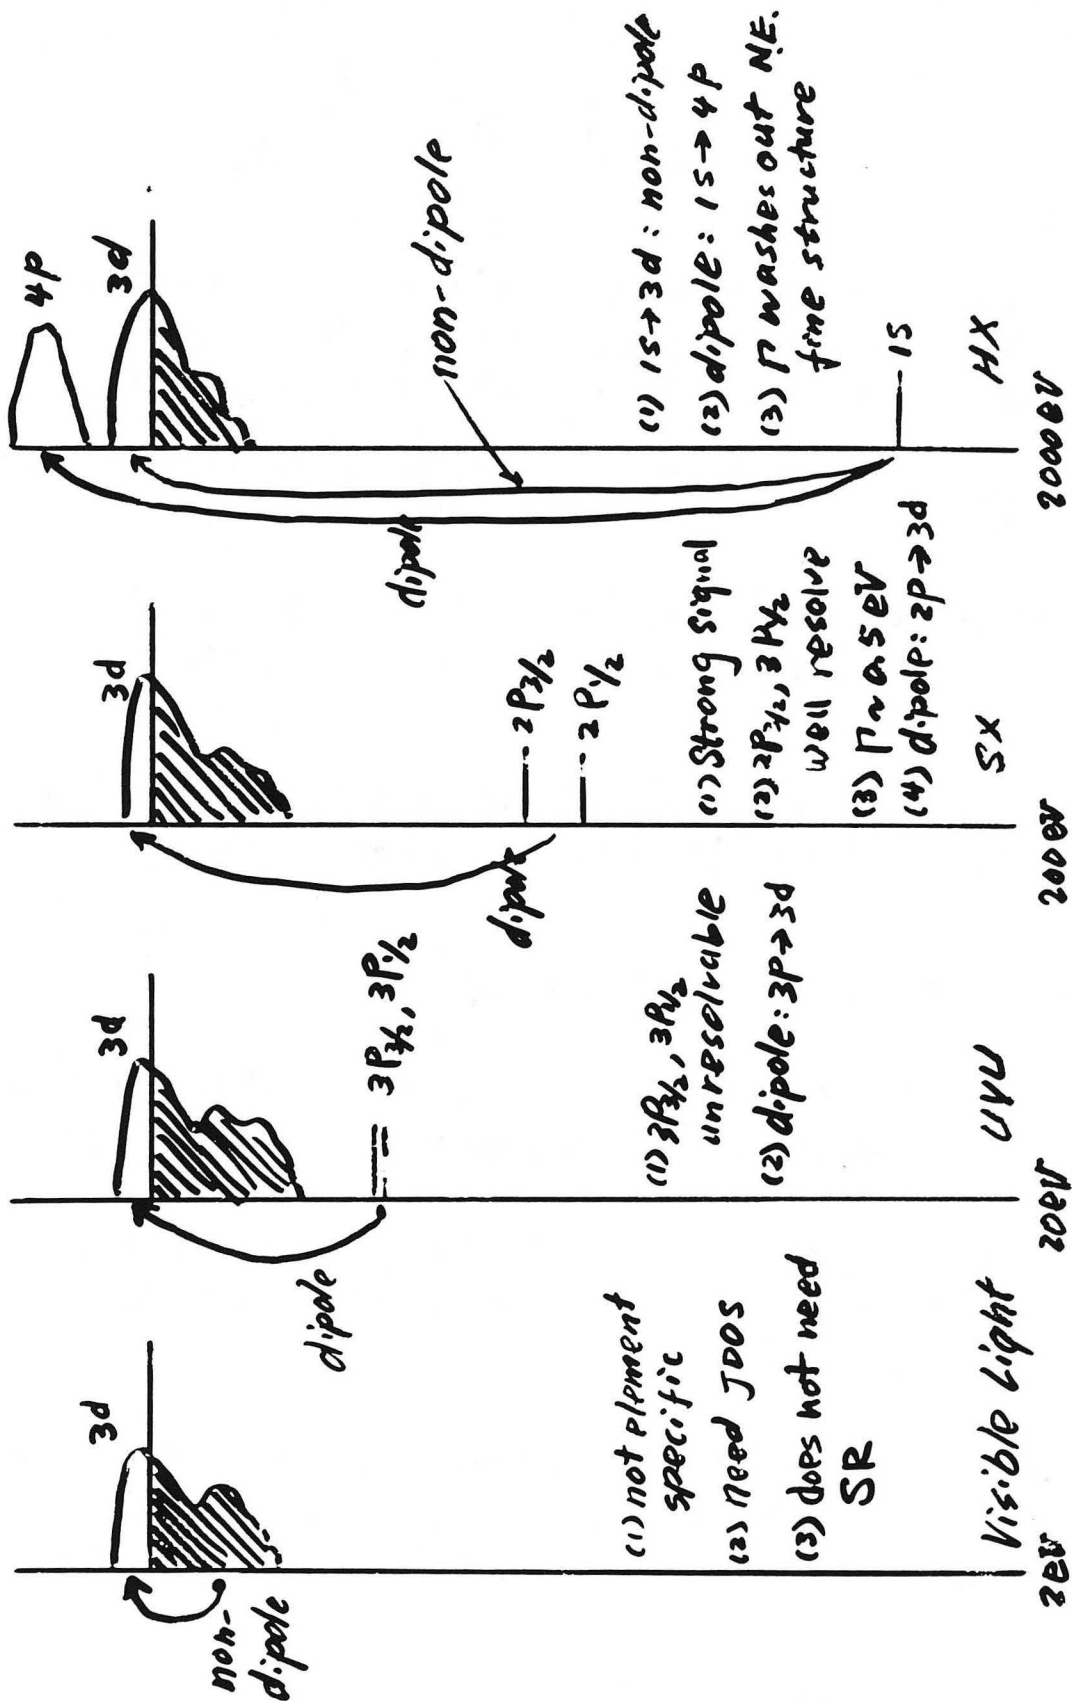 3d
non-
dipole
(1) not element
specific
(2) need JDOS
(3) does not need
SR
Visible Light
2eV
3d
dipole
3P3/2, 3P1/2
(1) 3P3/2, 3P1/2
unresolvable
(2) dipole: 3p→3d
UVU
20eV
3d
dipole
2P3/2
2P1/2
(1) Strong signal
(2) 2P3/2, 3P1/2
well resolve
(3) Γ~0.5eV
(4) dipole: 2p→3d
SX
200eV
4p
3d
dipole
non-dipole
1s
(1) 1s→3d: non-dipole
(2) dipole: 1s→4p
(3) Γ washes out N.E.
fine structure
HX
2000eV